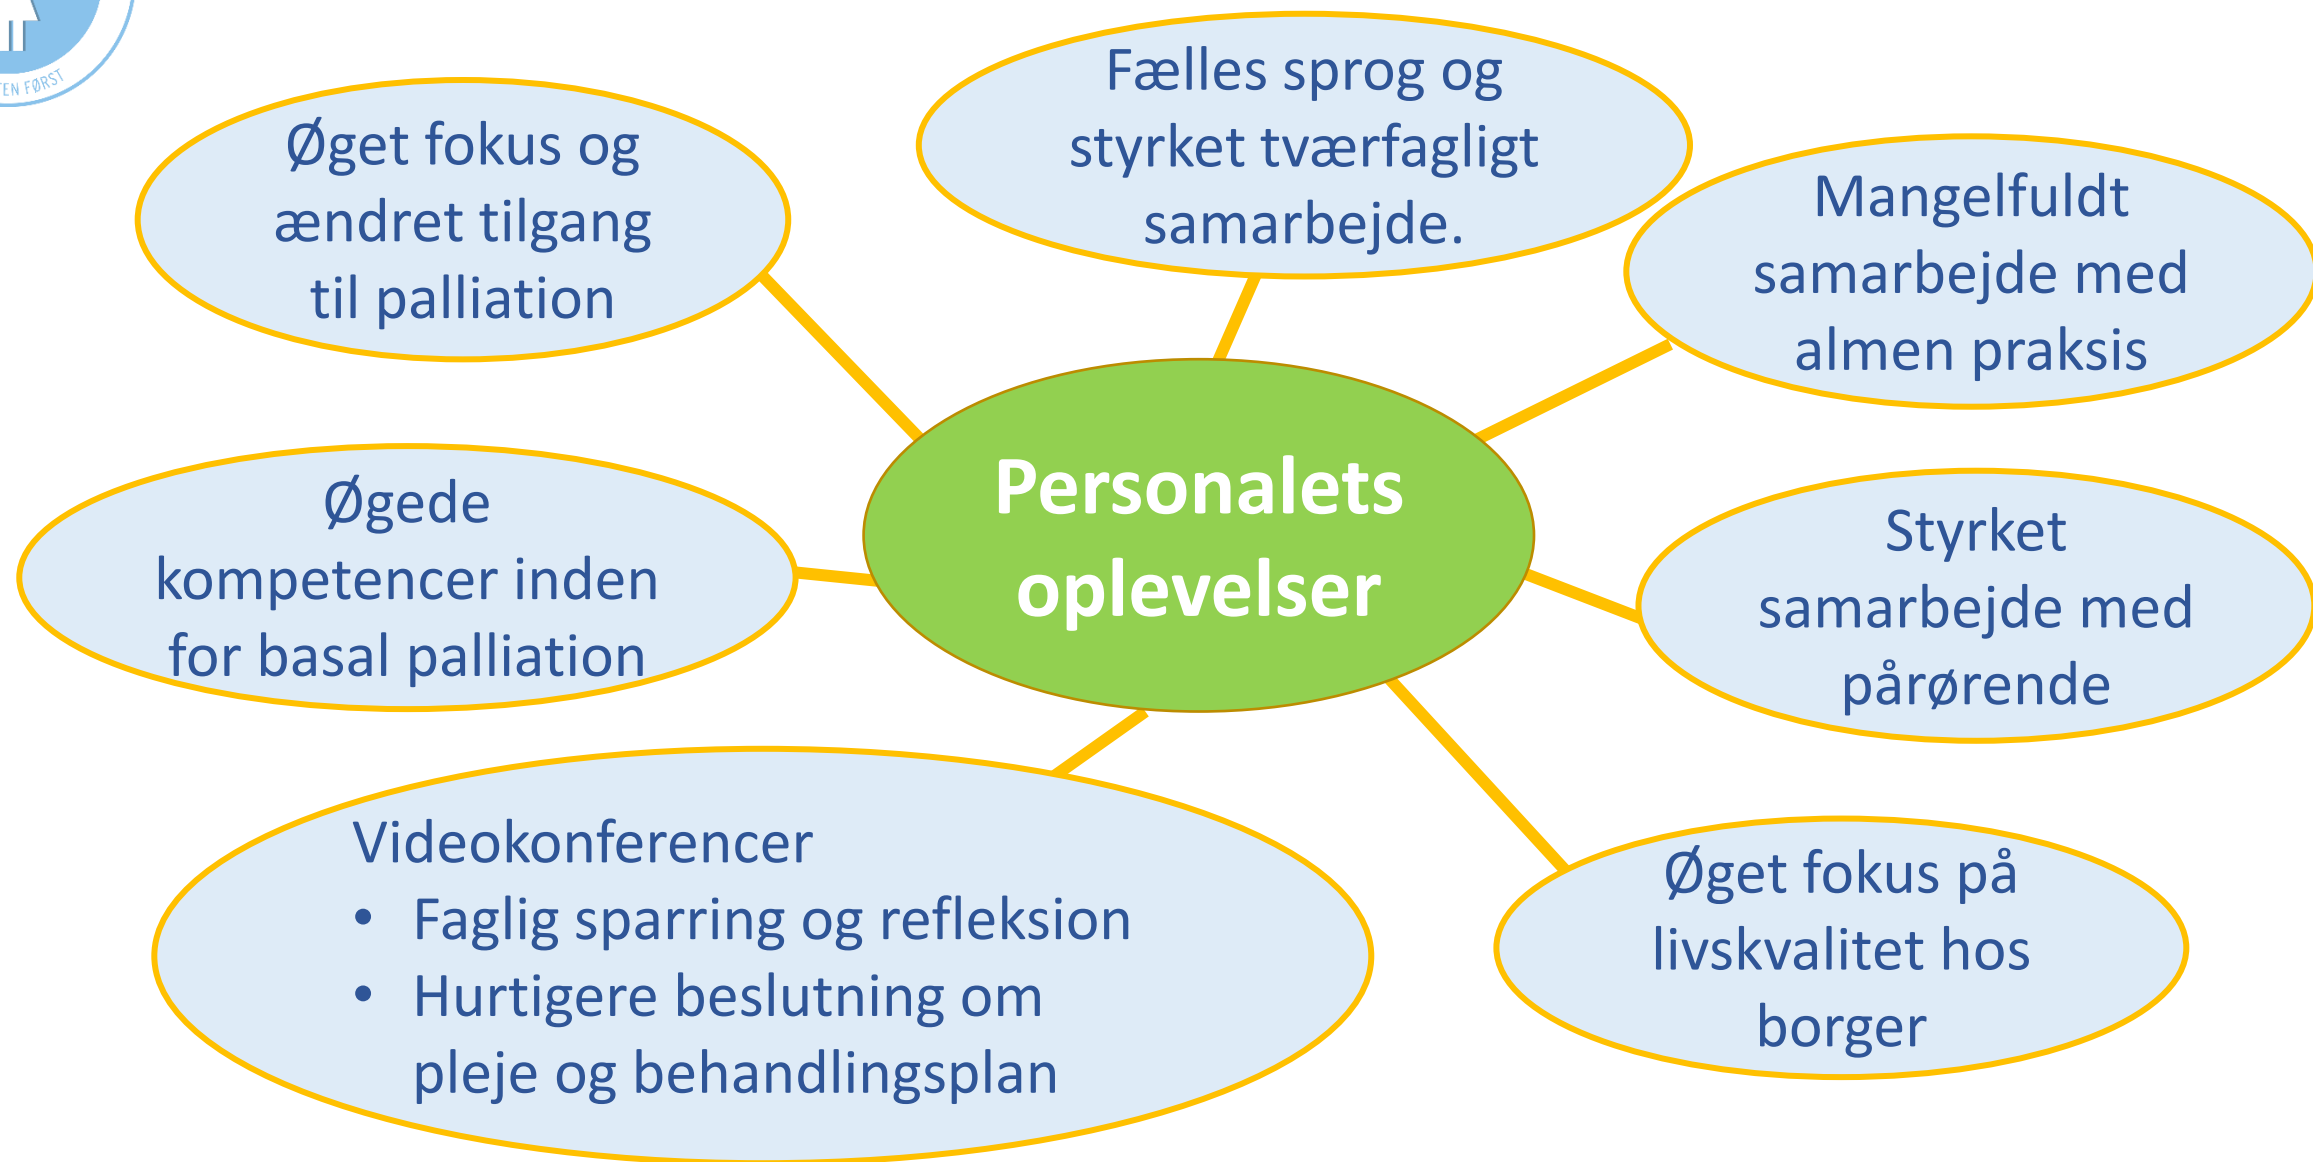 FØRST
Øget fokus og
ændret tilgang
til palliation
Fælles sprog og
styrket tværfagligt
samarbejde.
Mangelfuldt
samarbejde med
almen praksis
Personalets
oplevelser
Øgede
kompetencer inden
for basal palliation
Styrket
samarbejde med
pårørende
Videokonferencer
• Faglig sparring og refleksion
• Hurtigere beslutning om
pleje og behandlingsplan
Øget fokus på
livskvalitet hos
borger